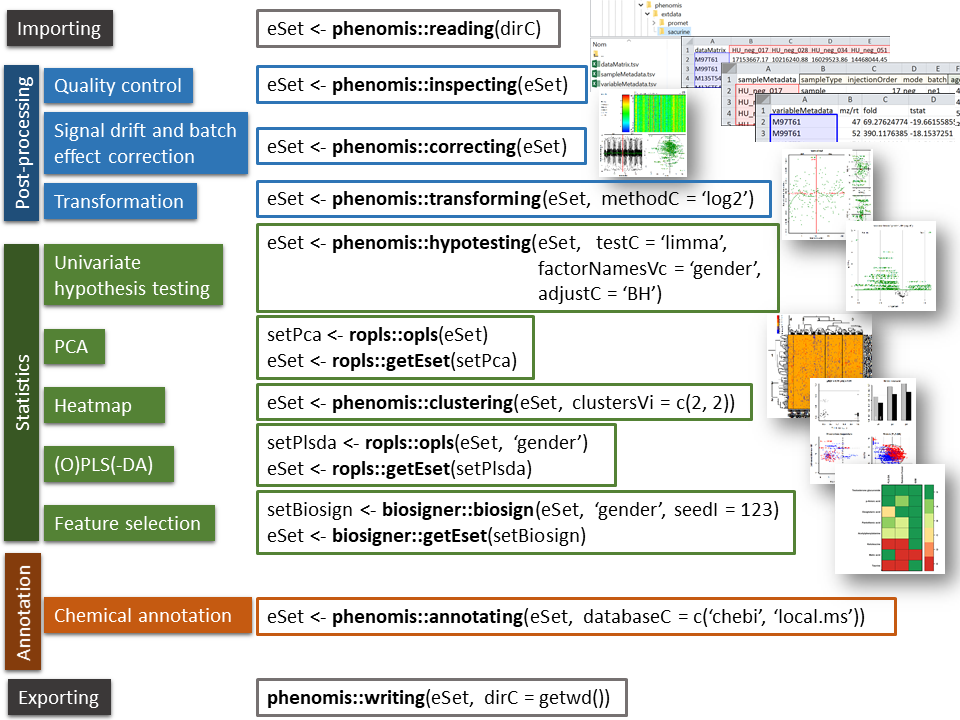 Importing
eSet <- phenomis::reading(dirC)
phenomis
extdata
promet
sacurine
Nom
dataMatrix.tsv
sampleMetadata.tsv
variableMetadata.tsv
A B C D E
1 dataMatrix HU_neg_017 HU_neg_028 HU_neg_034 HU_neg_051
2 M97T61 17153667.17 10216240.88 16029523.86 14468044.45
3 M99T61
4 M135T54
A B C D E F
1 sampleMetadata sampleType injectionOrder mode batch
2 HU_neg_017 sample 17 neg ne1
A B C D
1 variableMetadata mz/rt fold tstat
2 M97T61 47 69.27624774
3 M99T61 52 390.1176385 -18.1537251
Post-processing
Quality control
eSet <- phenomis::inspecting(eSet)
Signal drift and batch
effect correction
eSet <- phenomis::correcting(eSet)
Transformation
eSet <- phenomis::transforming(eSet, methodC = ‘log2’)
Statistics
Univariate
hypothesis testing
eSet <- phenomis::hypotesting(eSet, testC = ‘limma’,
factorNamesVc = ‘gender’,
adjustC = ‘BH’)
PCA
setPca <- ropls::opls(eSet)
eSet <- ropls::getEset(setPca)
Heatmap
eSet <- phenomis::clustering(eSet, clustersVi = c(2, 2))
(O)PLS(-DA)
setPlsda <- ropls::opls(eSet, ‘gender’)
eSet <- ropls::getEset(setPlsda)
Feature selection
setBiosign <- biosigner::biosign(eSet, ‘gender’, seedI = 123)
eSet <- biosigner::getEset(setBiosign)
Annotation
Chemical annotation
eSet <- phenomis::annotating(eSet, databaseC = c(‘chebi’, ‘local.ms’))
Exporting
phenomis::writing(eSet, dirC = getwd())